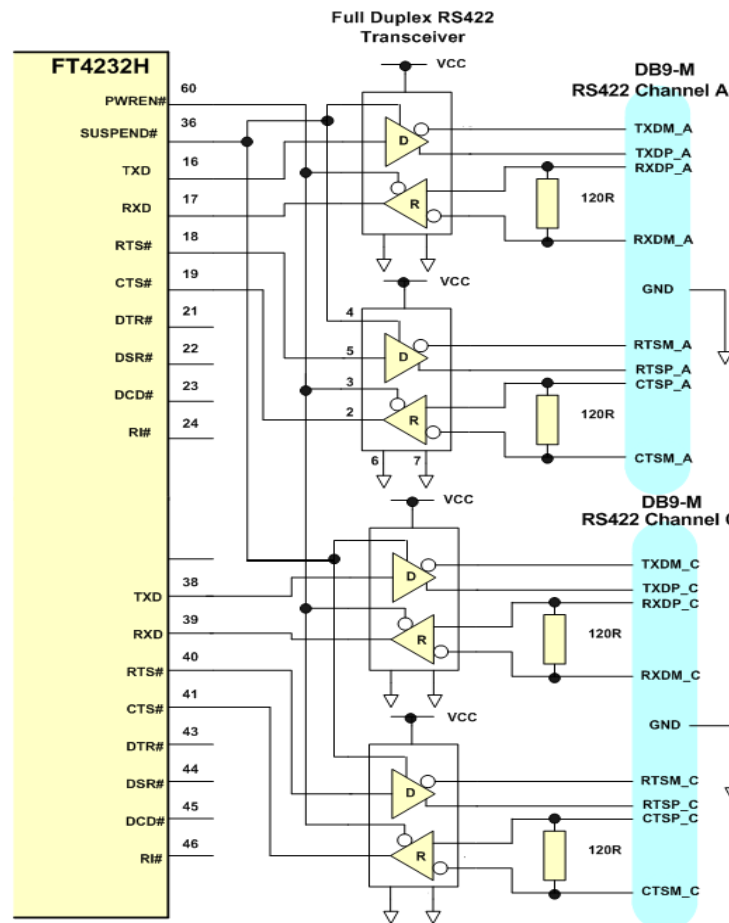 Full Duplex RS422
Transceiver
FT4232H
VCC
DB9-M
RS422 Channel A
60
PWREN#
36
SUSPEND#
16
TXD
17
RXD
18
RTS#
19
CTS#
21
DTR#
22
DSR#
23
DCD#
24
RI#
D
R
TXDM_A
TXDP_A
RXDP_A
120R
RXDM_A
GND
VCC
4
5
3
2
6
7
D
R
RTSM_A
RTSP_A
CTSP_A
120R
CTSM_A
DB9-M
RS422 Channel
VCC
38
TXD
39
RXD
40
RTS#
41
CTS#
43
DTR#
44
DSR#
45
DCD#
46
RI#
D
R
TXDM_C
TXDP_C
RXDP_C
120R
RXDM_C
GND
VCC
D
R
RTSM_C
RTSP_C
CTSP_C
120R
CTSM_C